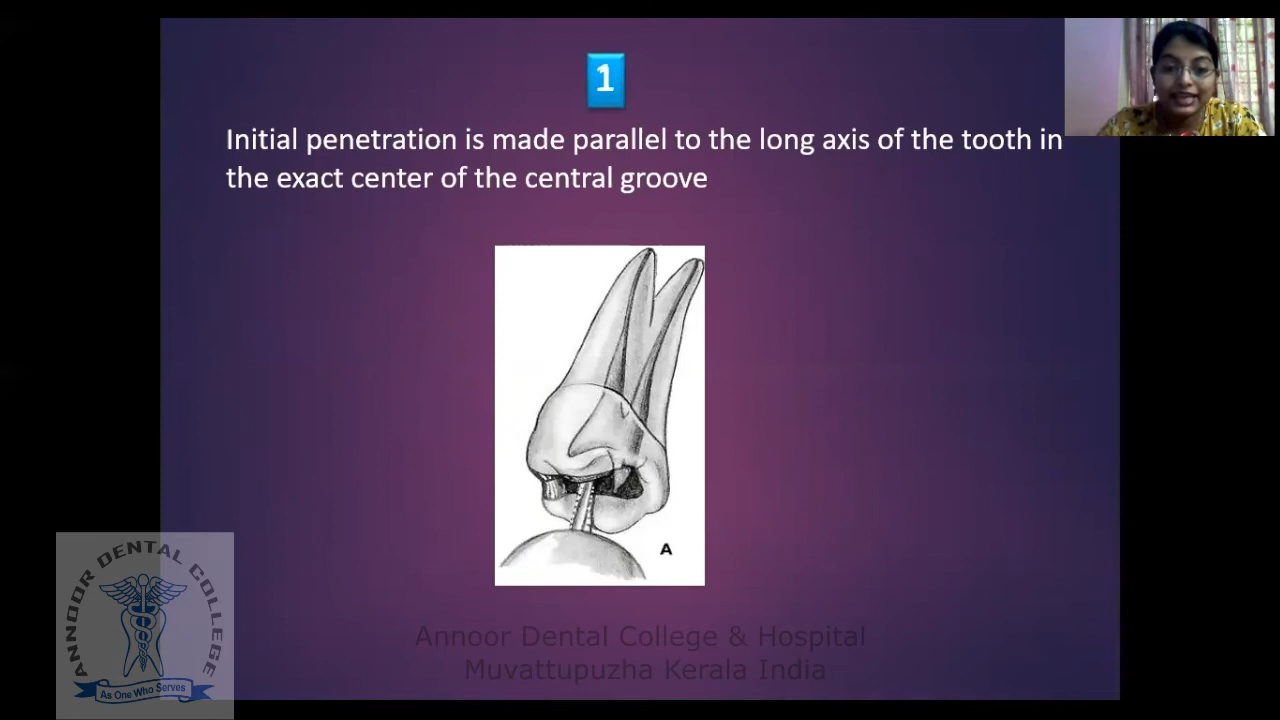 1
Initial penetration is made parallel to the long axis of the tooth in
the exact center of the central groove
A
ANNOOR DENTAL COLLEGE
As One Who Serves
Annoor Dental College & Hospital
Muvattupuzha Kerala India